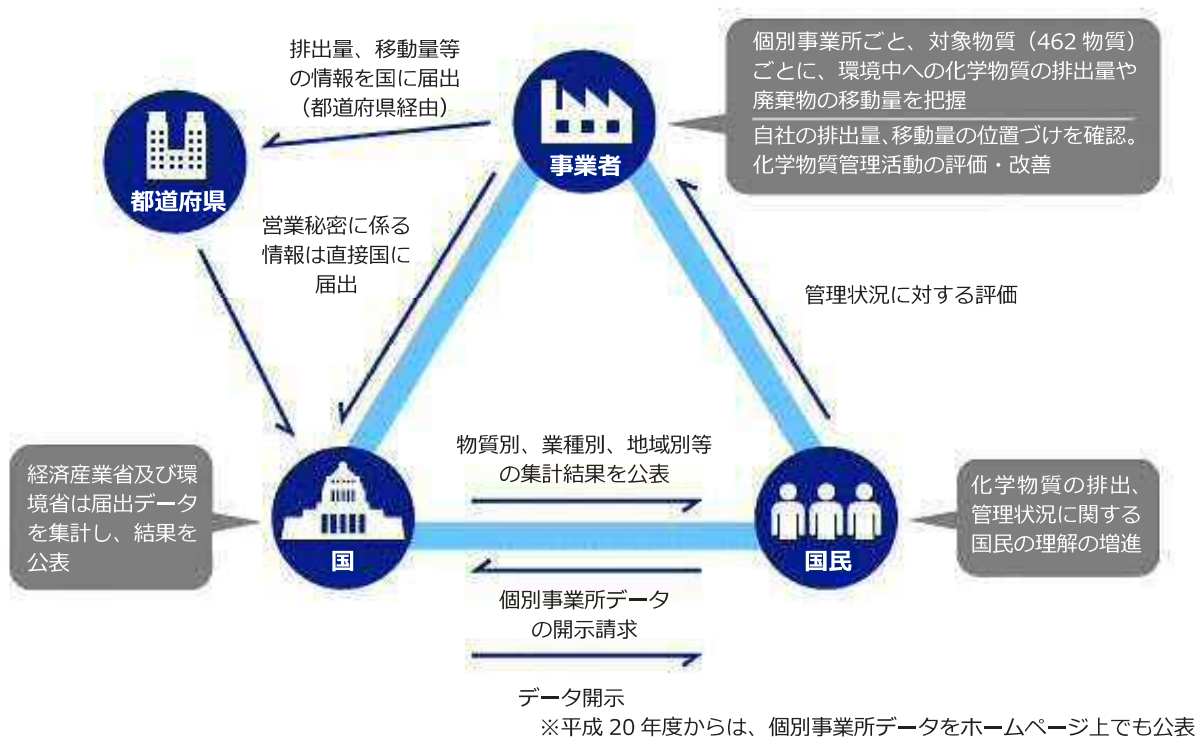 排出量、移動量等
の情報を国に届出
（都道府県経由）
事業者
個別事業所ごと、対象物質（462 物質）
ごとに、環境中への化学物質の排出量や
廃棄物の移動量を把握
自社の排出量、移動量の位置づけを確認。
化学物質管理活動の評価・改善
都道府県
営業秘密に係る
情報は直接国に
届出
管理状況に対する評価
経済産業省及び環
境省は届出データ
を集計し、結果を
公表
国
物質別、業種別、地域別等
の集計結果を公表
国民
化学物質の排出、
管理状況に関する
国民の理解の増進
個別事業所データ
の開示請求
データ開示
※平成 20 年度からは、個別事業所データをホームページ上でも公表